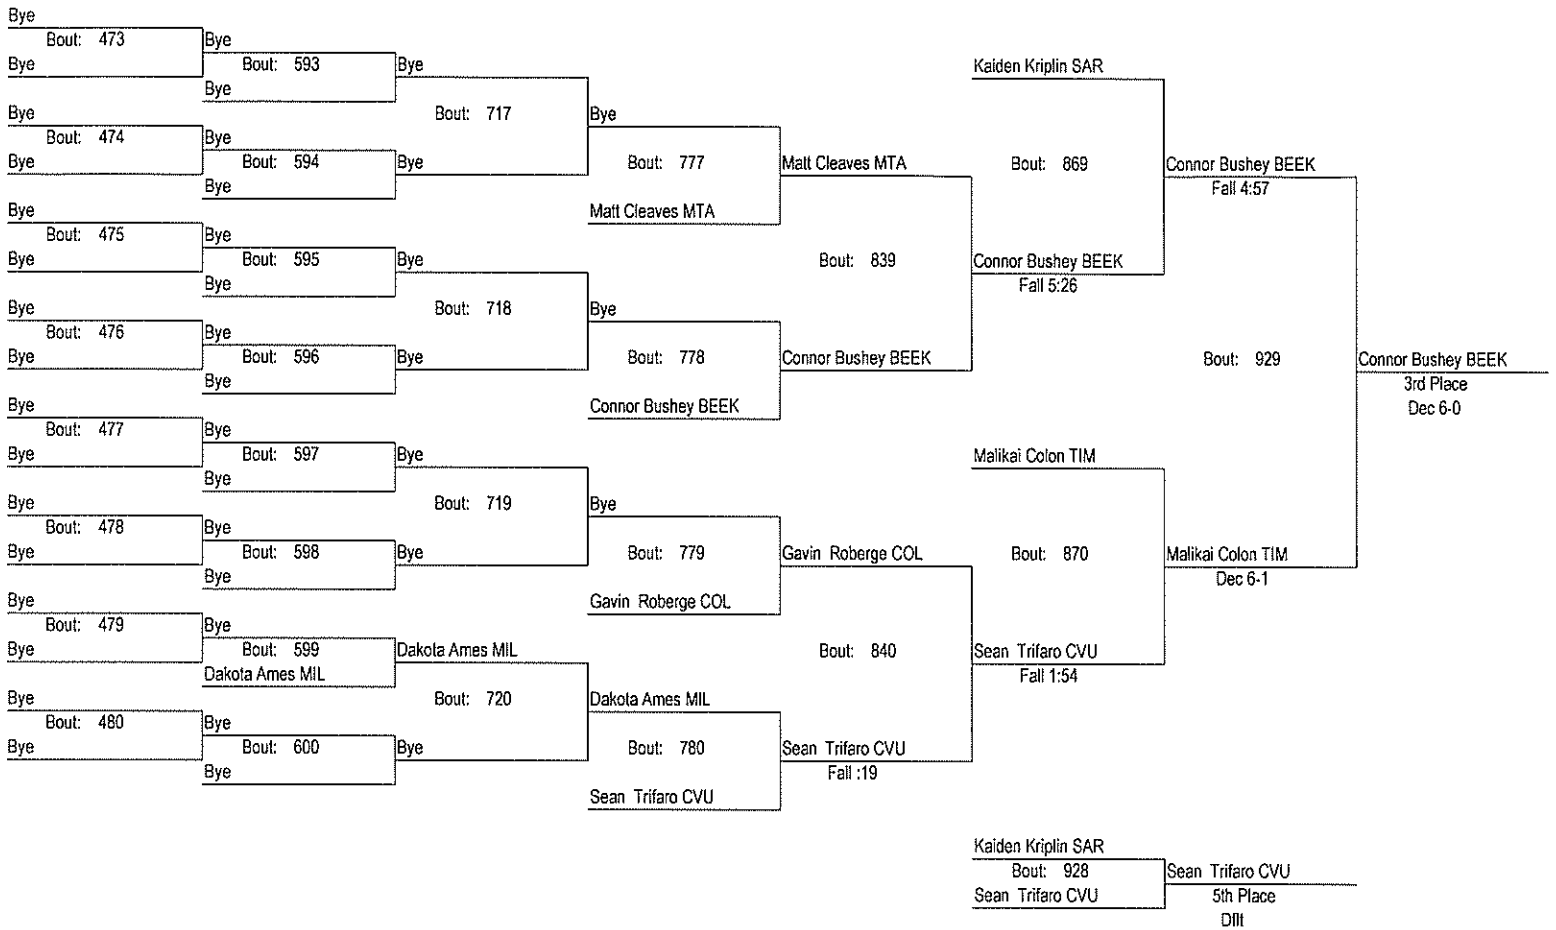 Bye
Bout: 473
Bye
Bye
Bout: 474
Bye
Bye
Bout: 475
Bye
Bye
Bout: 476
Bye
Bye
Bout: 477
Bye
Bye
Bout: 478
Bye
Bye
Bout: 479
Bye
Bye
Bout: 480
Bye
Bye
Bout: 593
Bye
Bye
Bout: 594
Bye
Bye
Bout: 595
Bye
Bye
Bout: 596
Bye
Bye
Bout: 597
Bye
Bye
Bout: 598
Bye
Bye
Bout: 599
Dakota Ames MIL
Bye
Bout: 600
Bye
Bye
Bout: 717
Bye
Bye
Bout: 718
Bye
Bye
Bout: 719
Bye
Dakota Ames MIL
Bout: 720
Bye
Bye
Bout: 777
Matt Cleaves MTA
Bye
Bout: 778
Connor Bushey BEEK
Bye
Bout: 779
Gavin Roberge COL
Dakota Ames MIL
Bout: 780
Sean Trifaro CVU
Matt Cleaves MTA
Bout: 839
Connor Bushey BEEK
Gavin Roberge COL
Bout: 840
Sean Trifaro CVU
Fall :19
Kaiden Kriplin SAR
Bout: 869
Connor Bushey BEEK
Fall 5:26
Malikai Colon TIM
Bout: 870
Sean Trifaro CVU
Fall 1:54
Connor Bushey BEEK
Fall 4:57
Bout: 929
Malikai Colon TIM
Dec 6-1
Connor Bushey BEEK
3rd Place
Dec 6-0
Kaiden Kriplin SAR
Bout: 928
Sean Trifaro CVU
Sean Trifaro CVU
5th Place
Dflt